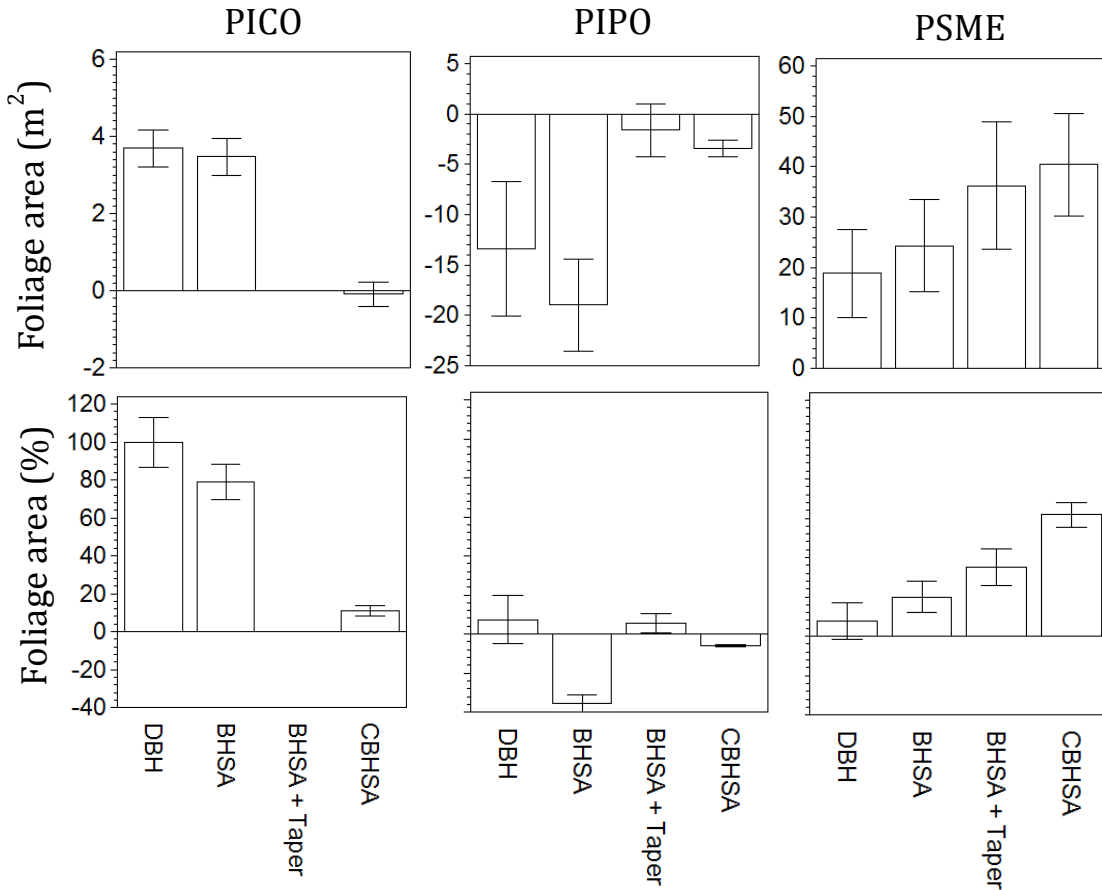 PICO
PIPO
PSME
Foliage area (m²)
6
4
2
0
-2
5
0
-5
-10
-15
-20
-25
60
50
40
30
20
10
0
Foliage area (%)
120
100
80
60
40
20
0
-20
-40
DBH
BHSA
BHSA + Taper
CBHSA
DBH
BHSA
BHSA + Taper
CBHSA
DBH
BHSA
BHSA + Taper
CBHSA